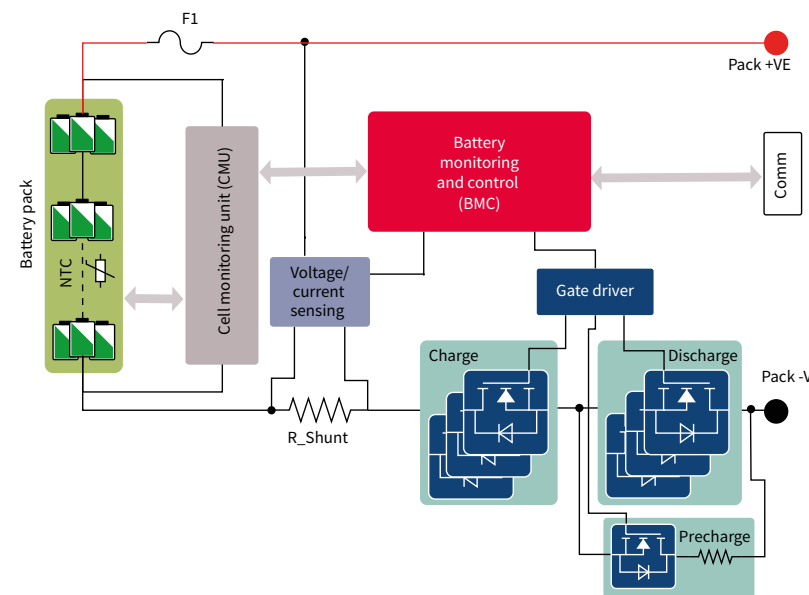 F1
Pack +VE
Battery pack
NTC
Cell monitoring unit (CMU)
Battery
monitoring
and control
(BMC)
Comm
Voltage/
current
sensing
Gate driver
Charge
Discharge
Pack -V
R_Shunt
Precharge